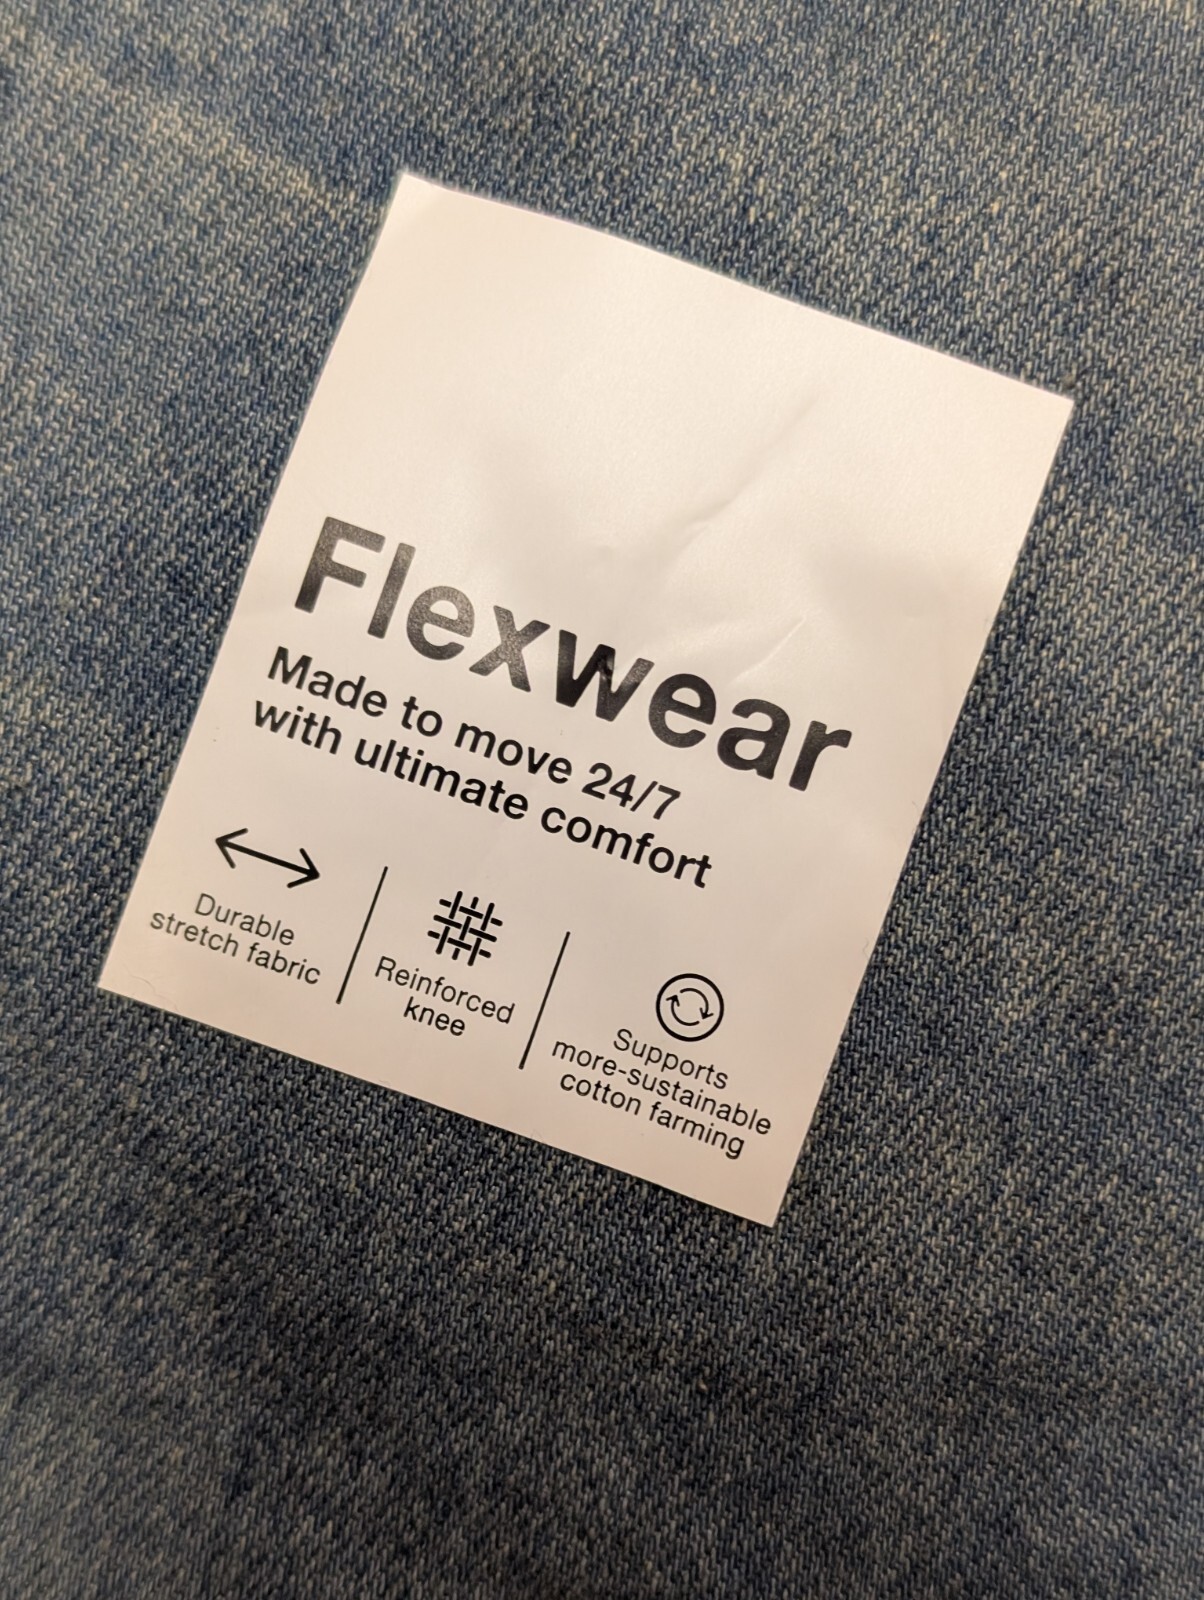 Flexwear
Made to move 24/7
with ultimate comfort
Durable
stretch fabric
Reinforced
knee
Supports
more-sustainable
cotton farming